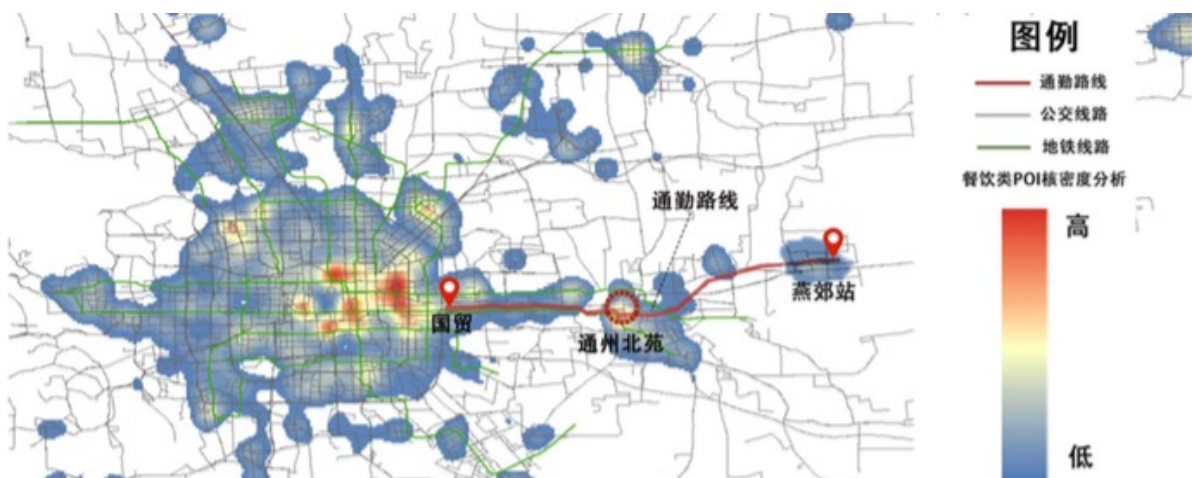 图例
通勤路线
公交线路
地铁线路
餐饮类POI核密度分析
高
低
通勤路线
燕郊站
国贸
通州北苑